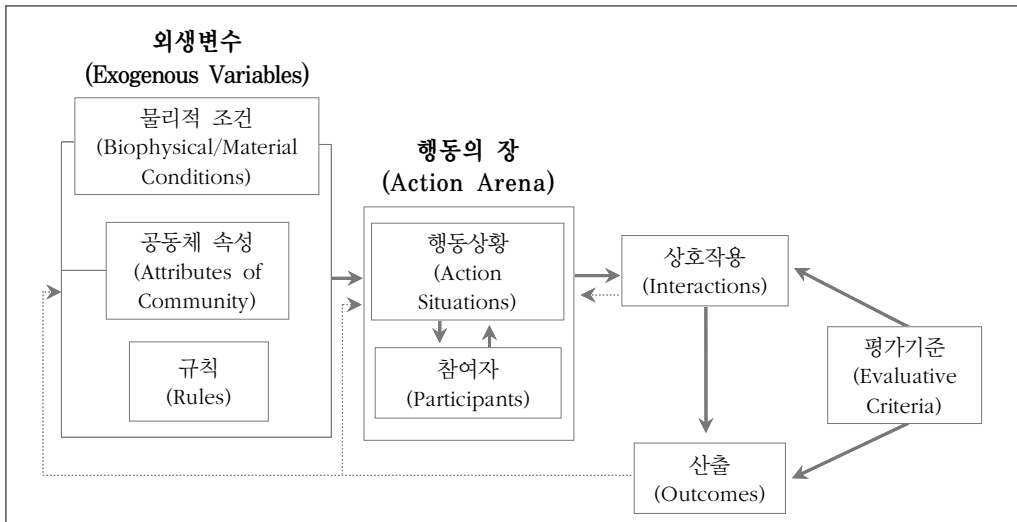 외생변수
(Exogenous Variables)
물리적 조건
(Biophysical/Material
Conditions)
공동체 속성
(Attributes of
Community)
규칙
(Rules)
행동의 장
(Action Arena)
행동상황
(Action
Situations)
참여자
(Participants)
상호작용
(Interactions)
산출
(Outcomes)
평가기준
(Evaluative
Criteria)